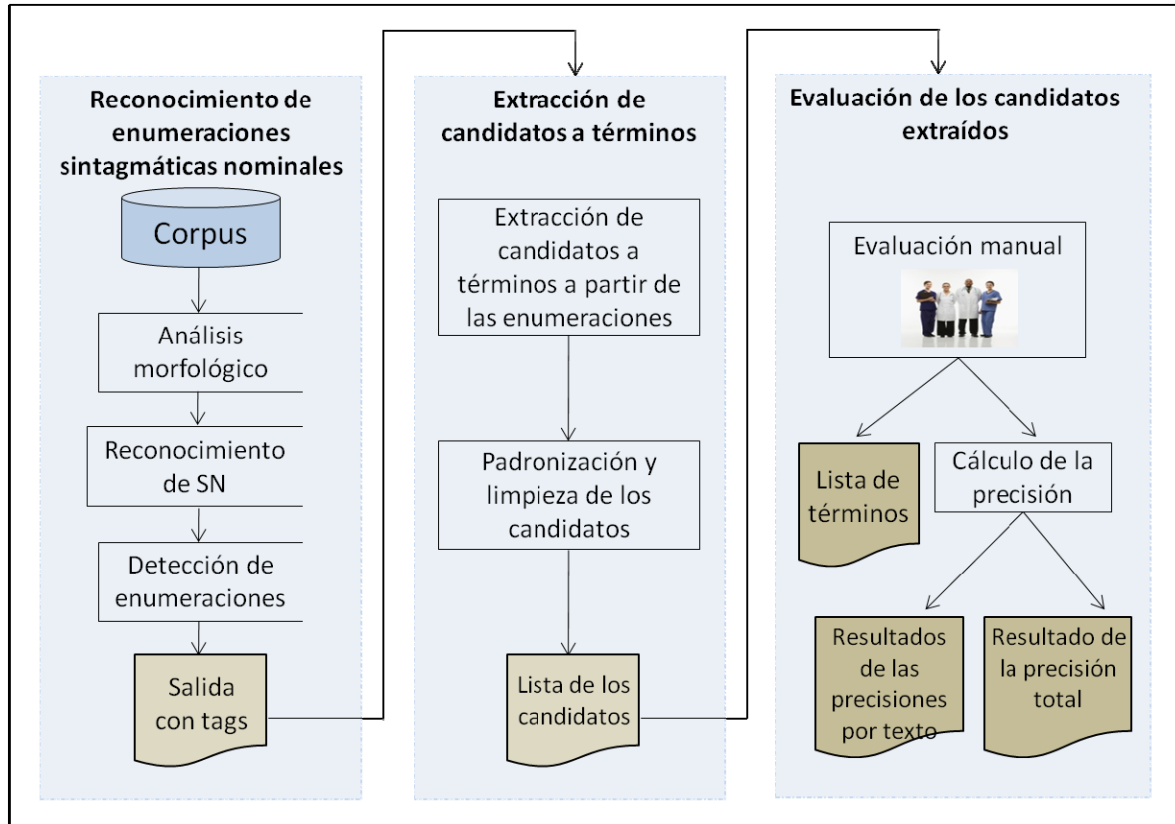 Reconocimiento de
enumeraciones
sintagmáticas nominales
Corpus
Análisis
morfológico
Reconocimiento
de SN
Detección de
enumeraciones
Salida
con tags
Extracción de
candidatos a términos
Extracción de
candidatos a
términos a partir de
las enumeraciones
Padronización y
limpieza de los
candidatos
Lista de los
candidatos
Evaluación de los candidatos
extraídos
Evaluación manual
Lista de
términos
Cálculo de la
precisión
Resultados
de las
precisiones
por texto
Resultado de
la precisión
total